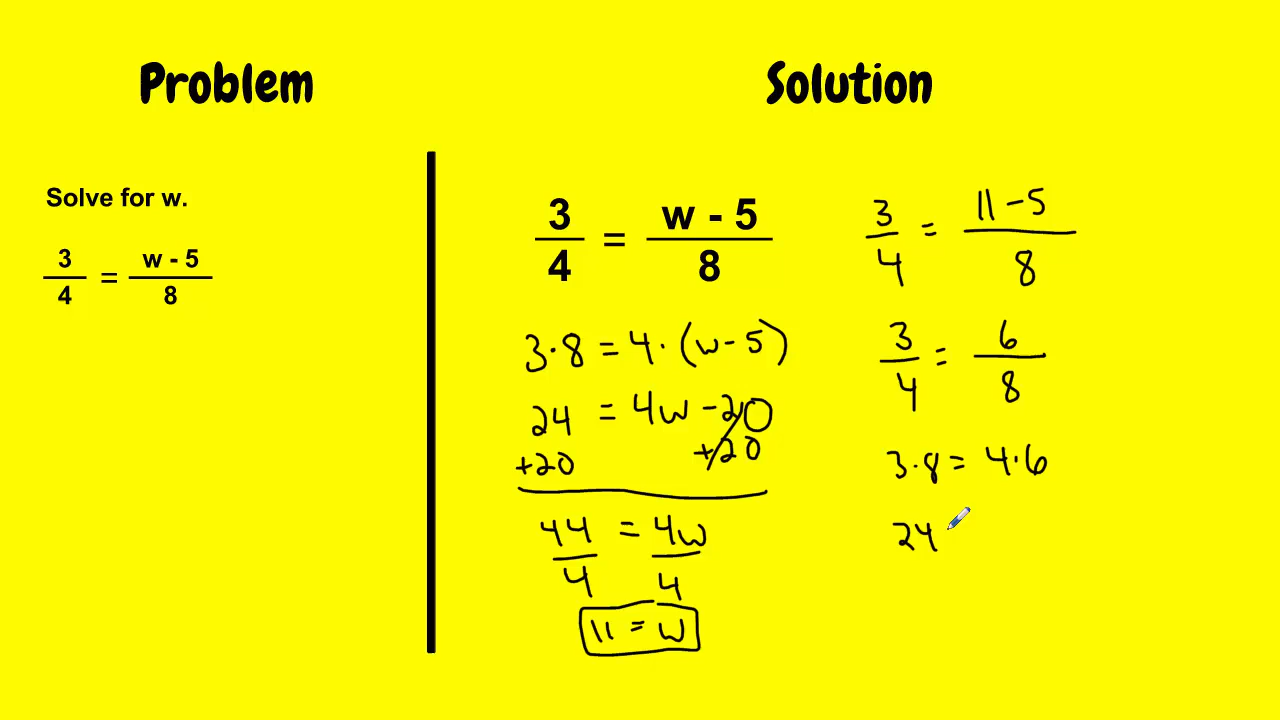 Problem
Solve for w.
3/4 = w - 5/8
Solution
3/4 = w - 5/8
3·8 = 4·(w-5)
24 = 4w -20
+20 +20
44/4 = 4w/4
11 = w
3/4 = 11-5/8
3/4 = 6/8
3·8 = 4·6
24